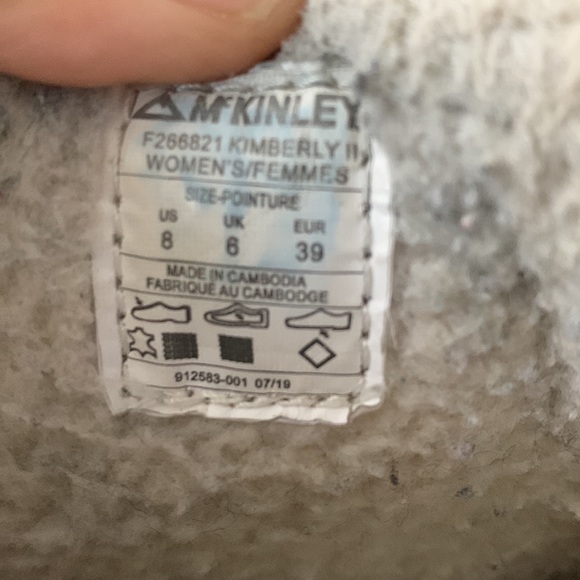 McKINLEY
F266821 KIMBERLY II
WOMEN'S/FEMMES
SIZE-POINTURE
US UK EUR
8 6 39
MADE IN CAMBODIA
FABRIQUE AU CAMBODGE
912583-001 07/19